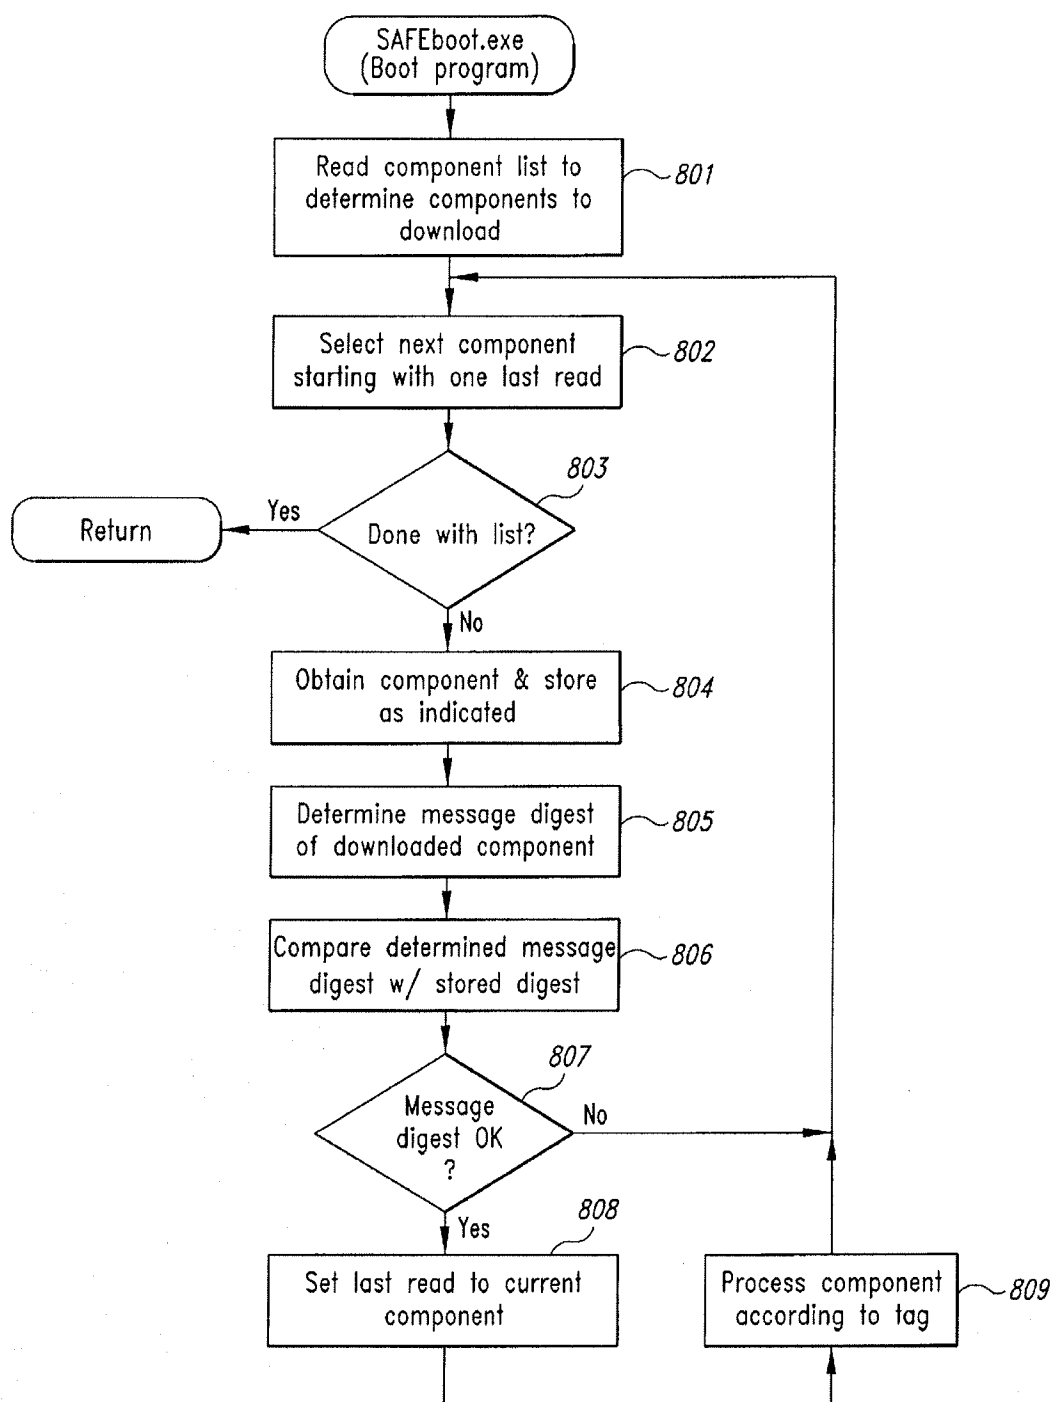 SAFEboot.exe
(Boot program)
Read component list to
determine components to
download
801
Select next component
starting with one last read
802
803
Done with list?
Yes
Return
No
Obtain component & store
as indicated
804
Determine message digest
of downloaded component
805
Compare determined message
digest w/ stored digest
806
807
Message
digest OK
?
No
Yes
808
Set last read to current
component
Process component
according to tag
809